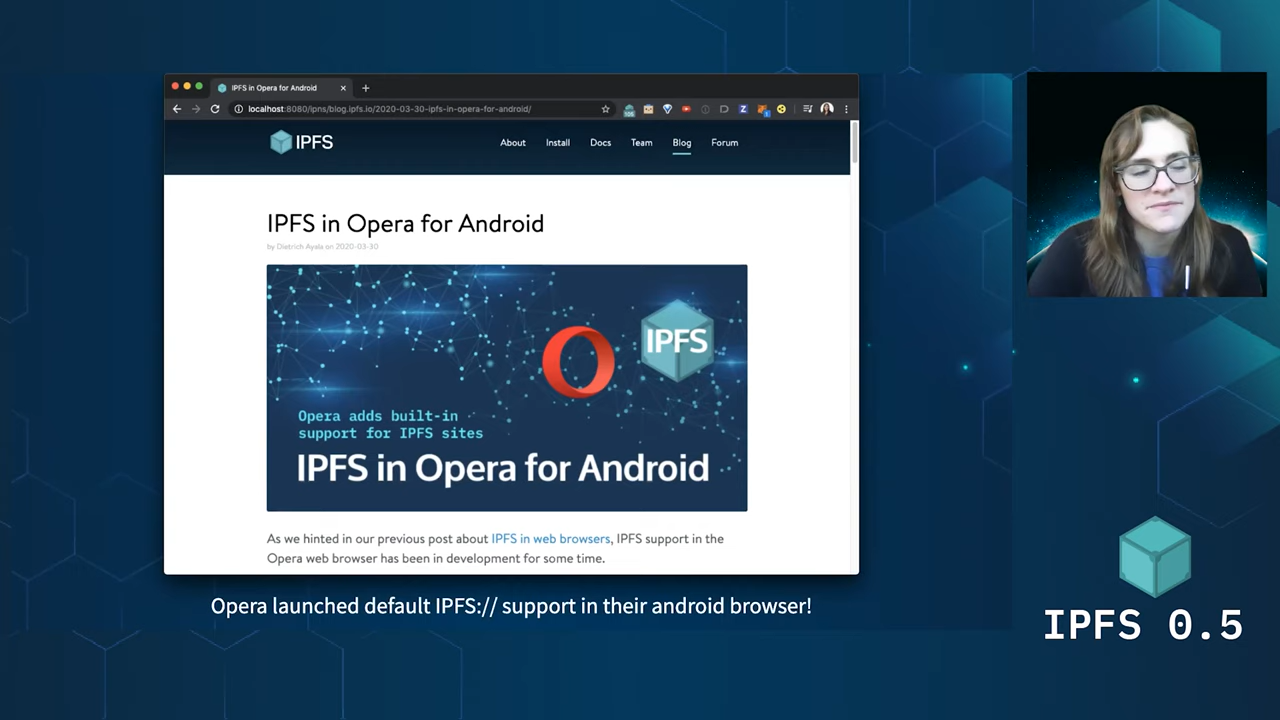 IPFS in Opera for Android
localhost:8080/ipns/blog.ipfs.io/2020-03-30-ipfs-in-opera-for-android/
IPFS
About Install Docs Team Blog Forum
IPFS in Opera for Android
by Dietrich Ayala on 2020-03-30
IPFS
Opera adds built-in
support for IPFS sites
IPFS in Opera for Android
As we hinted in our previous post about IPFS in web browsers, IPFS support in the
Opera web browser has been in development for some time.
Opera launched default IPFS:// support in their android browser!
IPFS 0.5